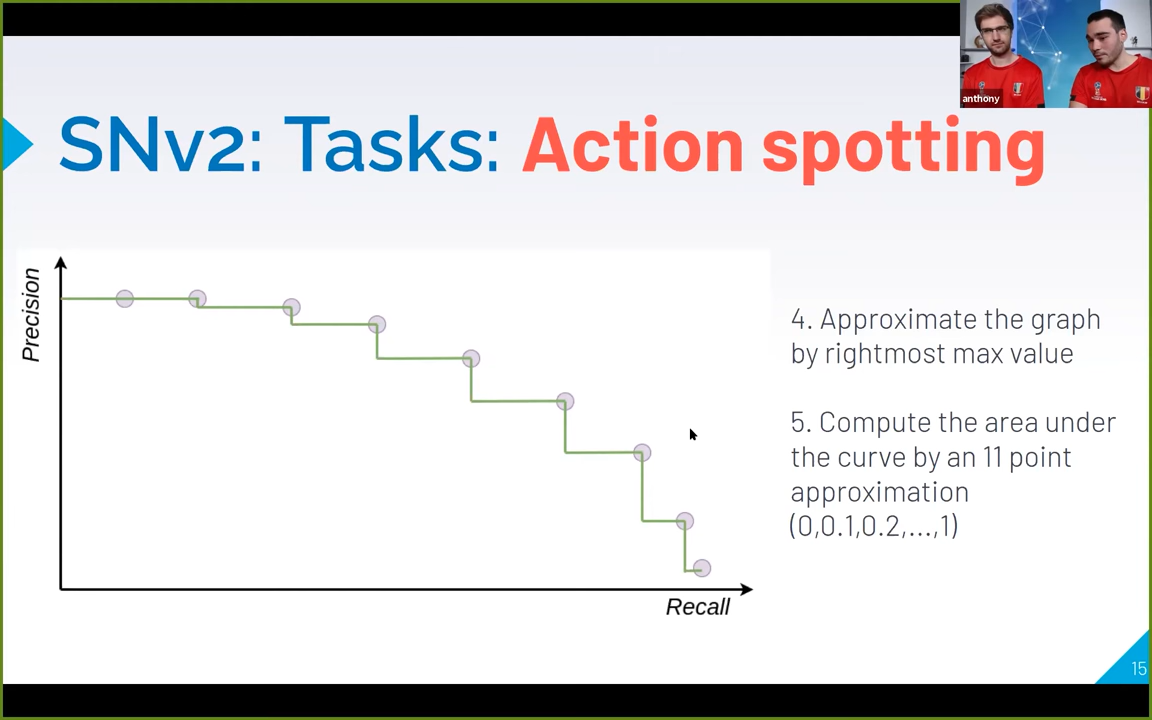 anthony
SNv2: Tasks: Action spotting
Precision
4. Approximate the graph
by rightmost max value
5. Compute the area under
the curve by an 11 point
approximation
(0,0.1,0.2,...,1)
Recall
15